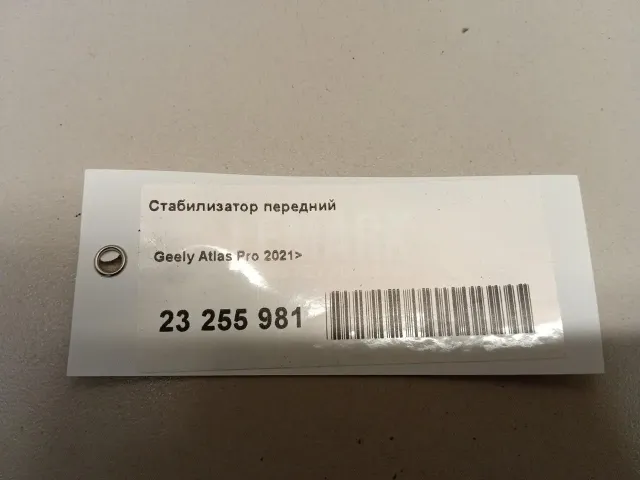 Стабилизатор передний
Geely Atlas Pro 2021>
23 255 981